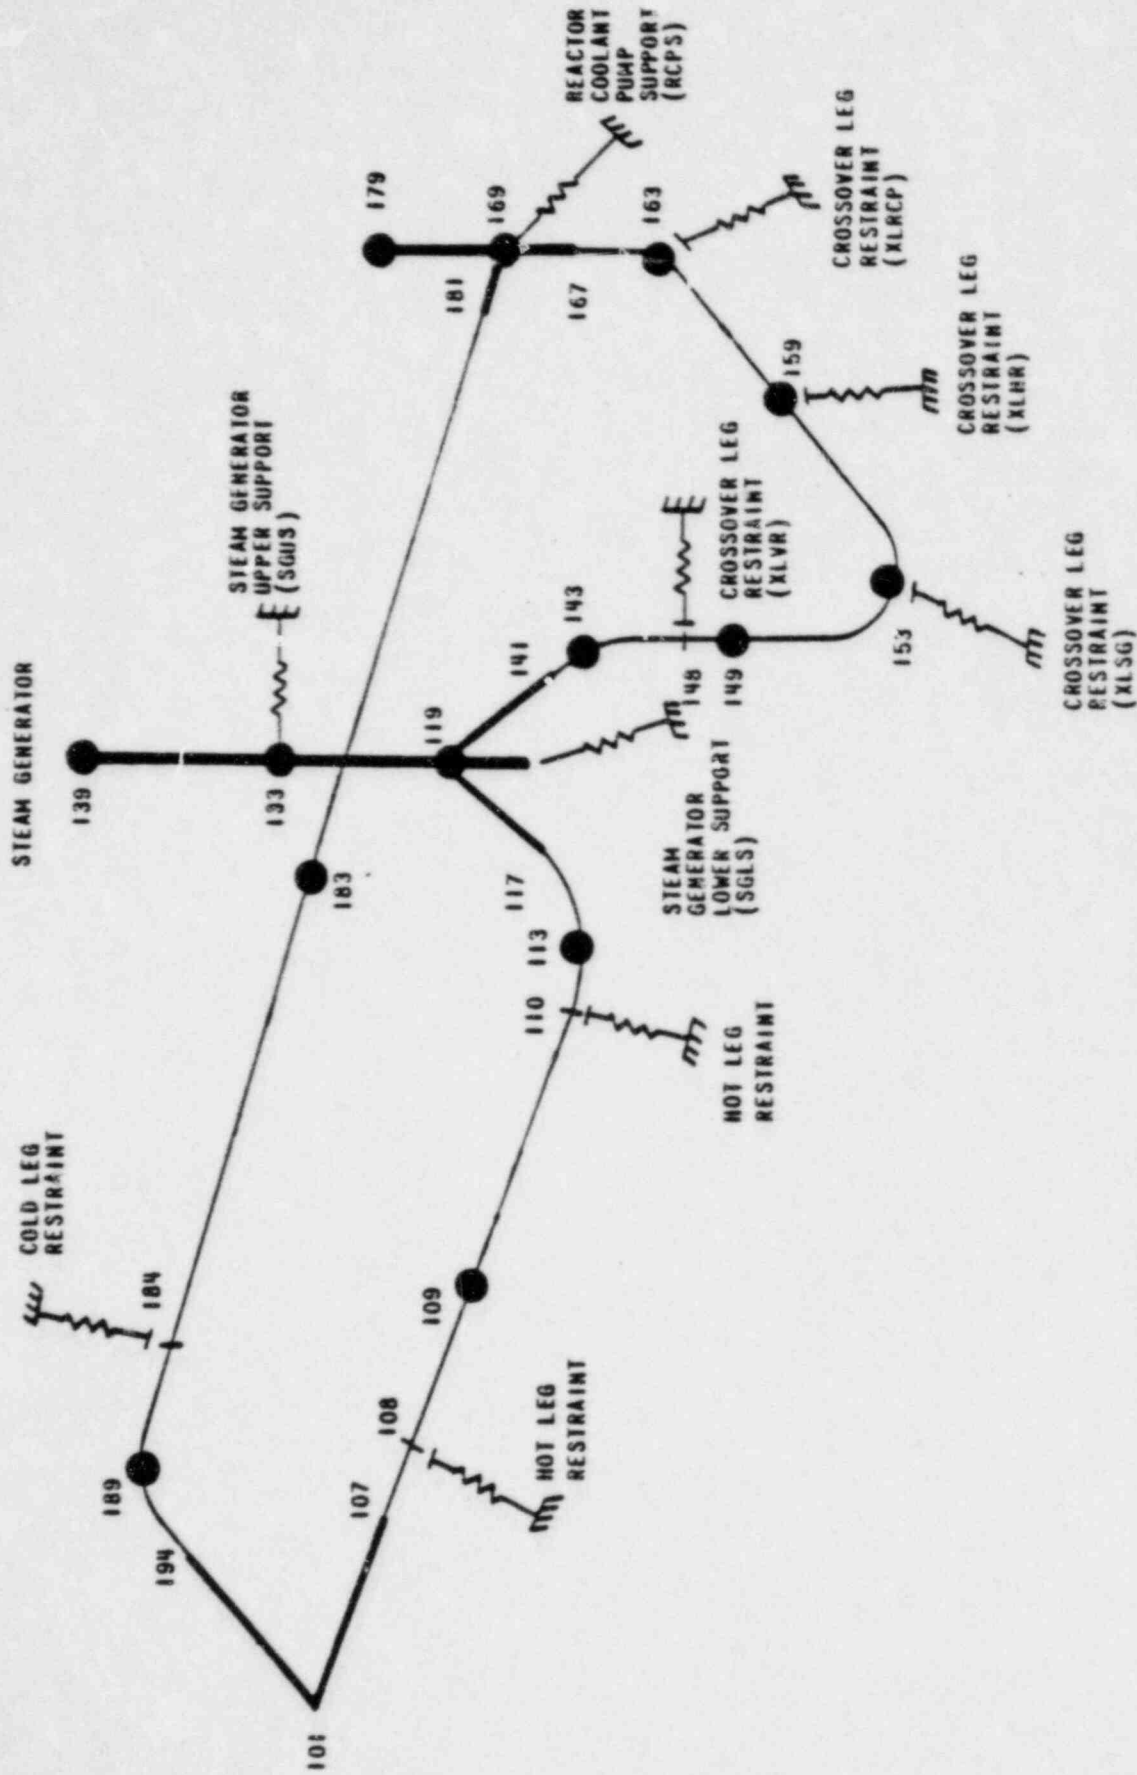 STEAM GENERATOR
COLD LEG
RESTRAINT
139
189
184
194
133
STEAM GENERATOR
UPPER SUPPORT
(SGUS)
101
183
107
108
109
119
179
181
169
REACTOR
COOLANT
PUMP
SUPPORT
(RCPS)
117
141
110
113
143
167
163
HOT LEG
RESTRAINT
STEAM
GENERATOR
LOWER SUPPORT
(SGLS)
148
149
CROSSOVER LEG
RESTRAINT
(XLVR)
HOT LEG
RESTRAINT
159
CROSSOVER LEG
RESTRAINT
(XLRCP)
153
CROSSOVER LEG
RESTRAINT
(XLHR)
CROSSOVER LEG
RESTRAINT
(XLSG)